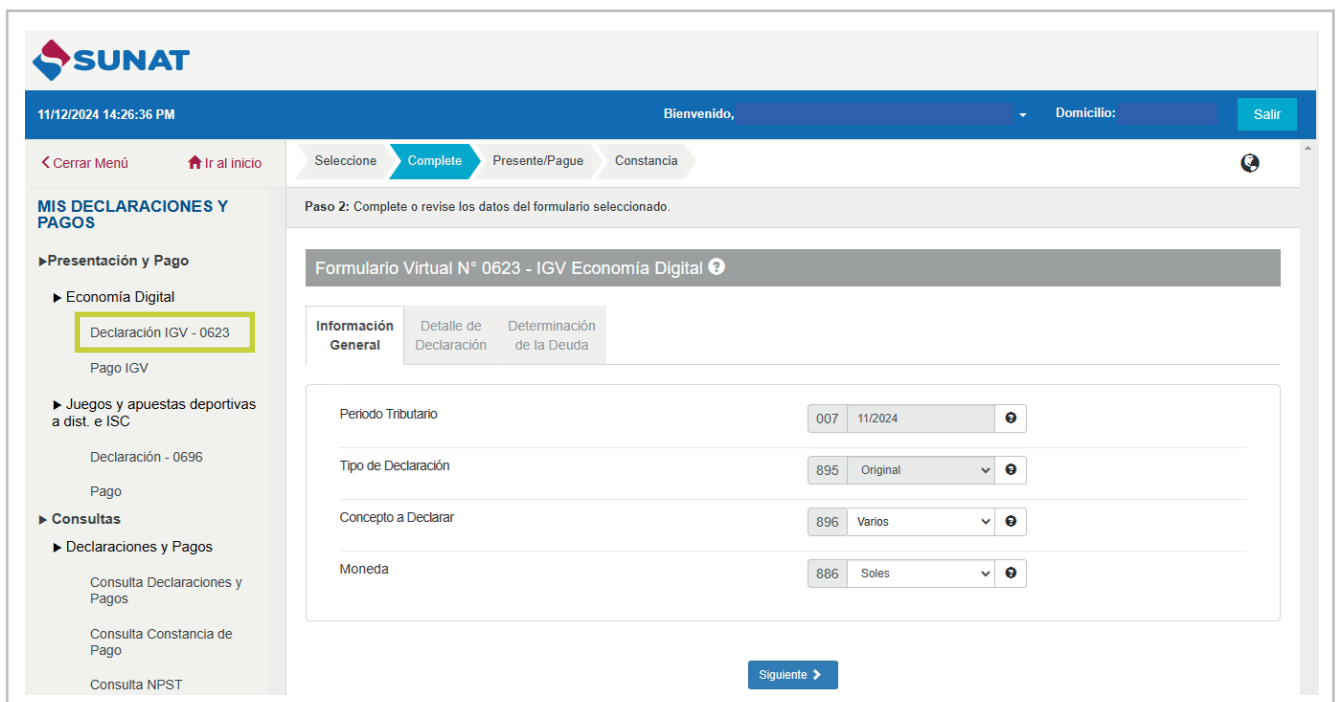 SUNAT
11/12/2024 14:26:36 PM
Bienvenido,
Domicilio:
Salir
Cerrar Menú
Ir al inicio
Seleccione
Complete
Presente/Pague
Constancia
MIS DECLARACIONES Y
PAGOS
Presentación y Pago
Economía Digital
Declaración IGV - 0623
Pago IGV
Juegos y apuestas deportivas
a dist. e ISC
Declaración - 0696
Pago
Consultas
Declaraciones y Pagos
Consulta Declaraciones y
Pagos
Consulta Constancia de
Pago
Consulta NPST
Paso 2: Complete o revise los datos del formulario seleccionado.
Formulario Virtual N° 0623 - IGV Economía Digital
Información
General
Detalle de
Declaración
Determinación
de la Deuda
Periodo Tributario
007 11/2024
Tipo de Declaración
895 Original
Concepto a Declarar
896 Varios
Moneda
886 Soles
Siguiente